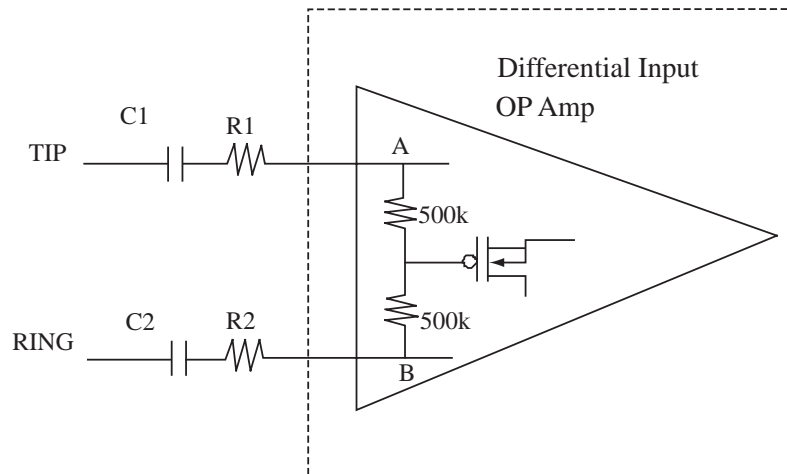 Differential Input
OP Amp
C1
R1
TIP
A
500k
500k
C2
R2
RING
B